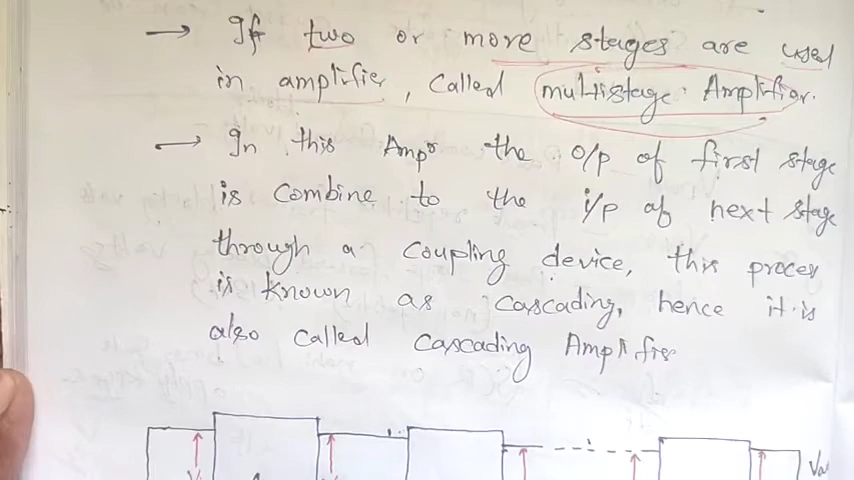 → If two or more stages are used
in amplifier, Called multistage Amplifier.
→ In this Ampr the O/p of first stage
is Combine to the i/p of next stage
through a coupling device, this proces
is known as cascading, hence it is
also called cascading Amplifier